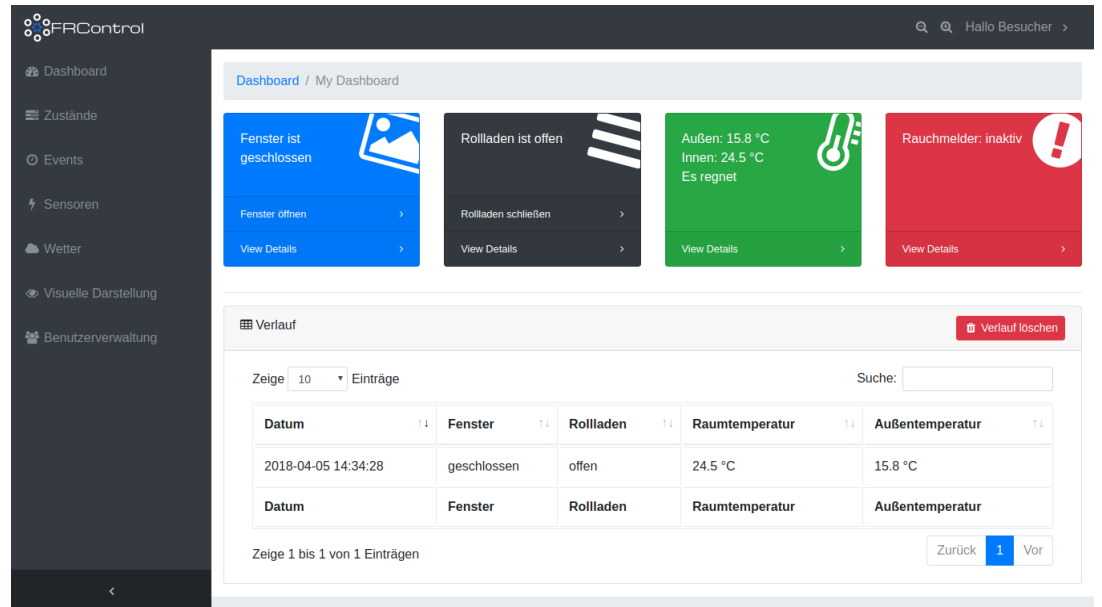 FRControl
Hallo Besucher
Dashboard
Zustände
Events
Sensoren
Wetter
Visuelle Darstellung
Benutzerverwaltung
Dashboard / My Dashboard
Fenster ist
geschlossen
Fenster öffnen
View Details
Rollladen ist offen
Rollladen schließen
View Details
Außen: 15.8 °C
Innen: 24.5 °C
Es regnet
View Details
Rauchmelder: inaktiv
View Details
Verlauf
Verlauf löschen
Zeige 10 Einträge
Suche:
Datum Fenster Rollladen Raumtemperatur Außentemperatur
2018-04-05 14:34:28 geschlossen offen 24.5 °C 15.8 °C
Datum Fenster Rollladen Raumtemperatur Außentemperatur
Zeige 1 bis 1 von 1 Einträgen
Zurück 1 Vor